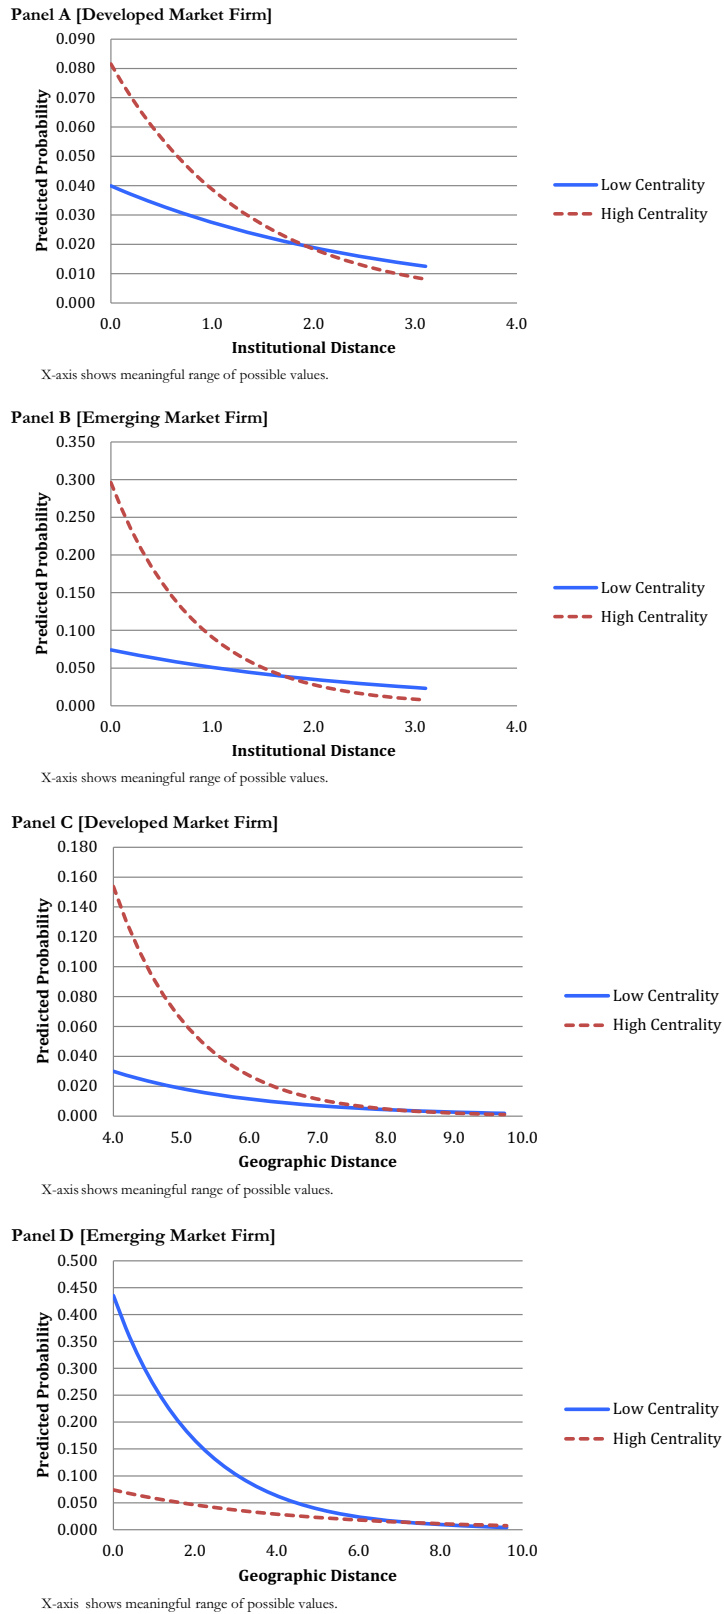 Panel A [Developed Market Firm]
0.090
0.080
0.070
0.060
0.050
0.040
0.030
0.020
0.010
0.000
Predicted Probability
0.0 1.0 2.0 3.0 4.0
Institutional Distance
Low Centrality
High Centrality
X-axis shows meaningful range of possible values.
Panel B [Emerging Market Firm]
0.350
0.300
0.250
0.200
0.150
0.100
0.050
0.000
Predicted Probability
0.0 1.0 2.0 3.0 4.0
Institutional Distance
Low Centrality
High Centrality
X-axis shows meaningful range of possible values.
Panel C [Developed Market Firm]
0.180
0.160
0.140
0.120
0.100
0.080
0.060
0.040
0.020
0.000
Predicted Probability
4.0 5.0 6.0 7.0 8.0 9.0 10.0
Geographic Distance
Low Centrality
High Centrality
X-axis shows meaningful range of possible values.
Panel D [Emerging Market Firm]
0.500
0.450
0.400
0.350
0.300
0.250
0.200
0.150
0.100
0.050
0.000
Predicted Probability
0.0 2.0 4.0 6.0 8.0 10.0
Geographic Distance
Low Centrality
High Centrality
X-axis shows meaningful range of possible values.